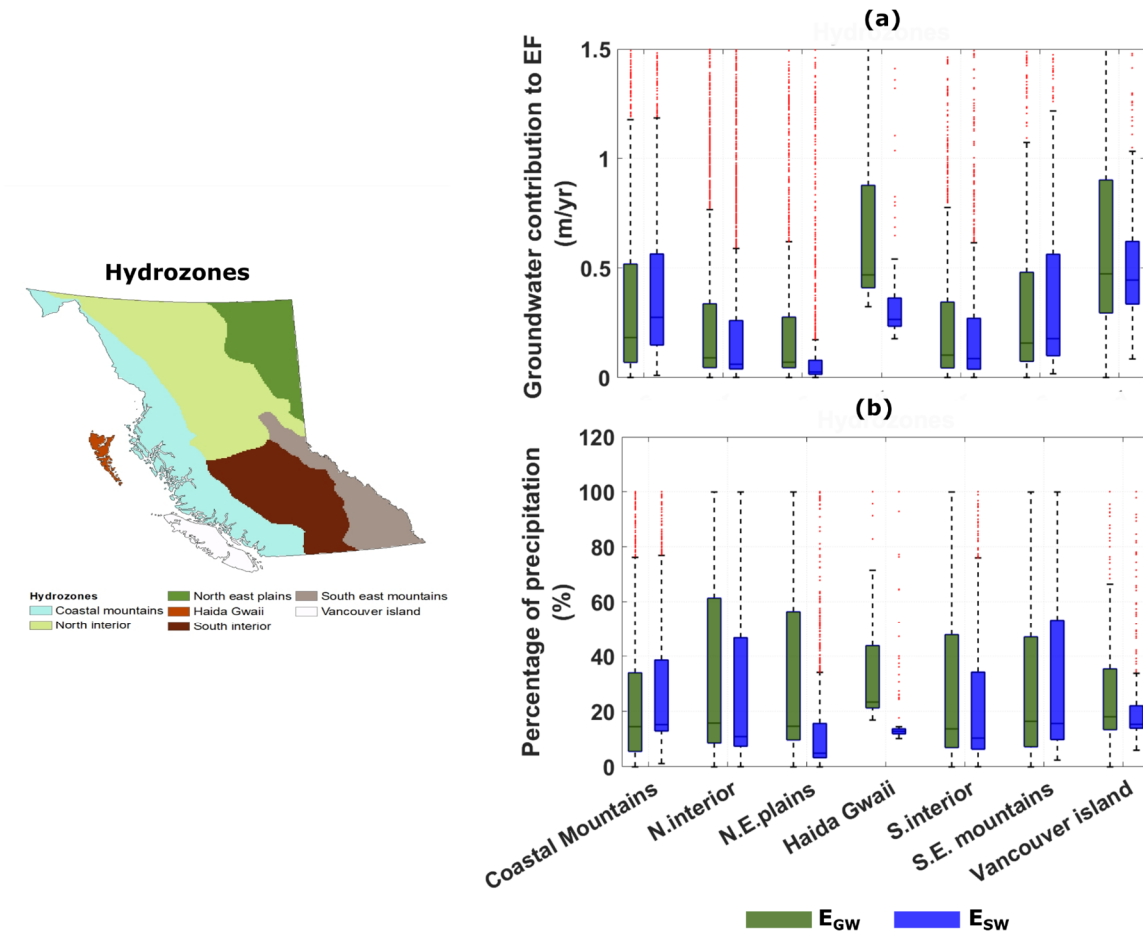 (a)
Hydrozones
Groundwater contribution to EF
(m/yr)
1.5
1
0.5
0
Hydrozones
Hydrozones
North east plains
South east mountains
Coastal mountains
Haida Gwaii
Vancouver island
North interior
South interior
(b)
Hydrozones
Percentage of precipitation
(%)
120
100
80
60
40
20
0
Coastal Mountains
N.interior
N.E.plains
Haida Gwaii
S.interior
S.E. mountains
Vancouver island
EGW
ESW